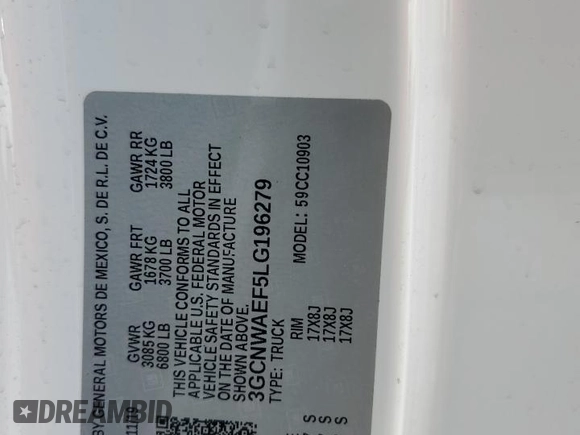 BY GENERAL MOTORS DE MEXICO, S. DE R.L. DE C.V.
GVWR GAWR FRT GAWR RR
3085 KG 1678 KG 1724 KG
6800 LB 3700 LB 3800 LB
THIS VEHICLE CONFORMS TO ALL
APPLICABLE U.S. FEDERAL MOTOR
VEHICLE SAFETY STANDARDS IN EFFECT
ON THE DATE OF MANUFACTURE
SHOWN ABOVE.
3GCNWAEF5LG196279
TYPE: TRUCK MODEL: 59CC10903
RIM
S 17X8J
S 17X8J
S 17X8J
DREAMBID